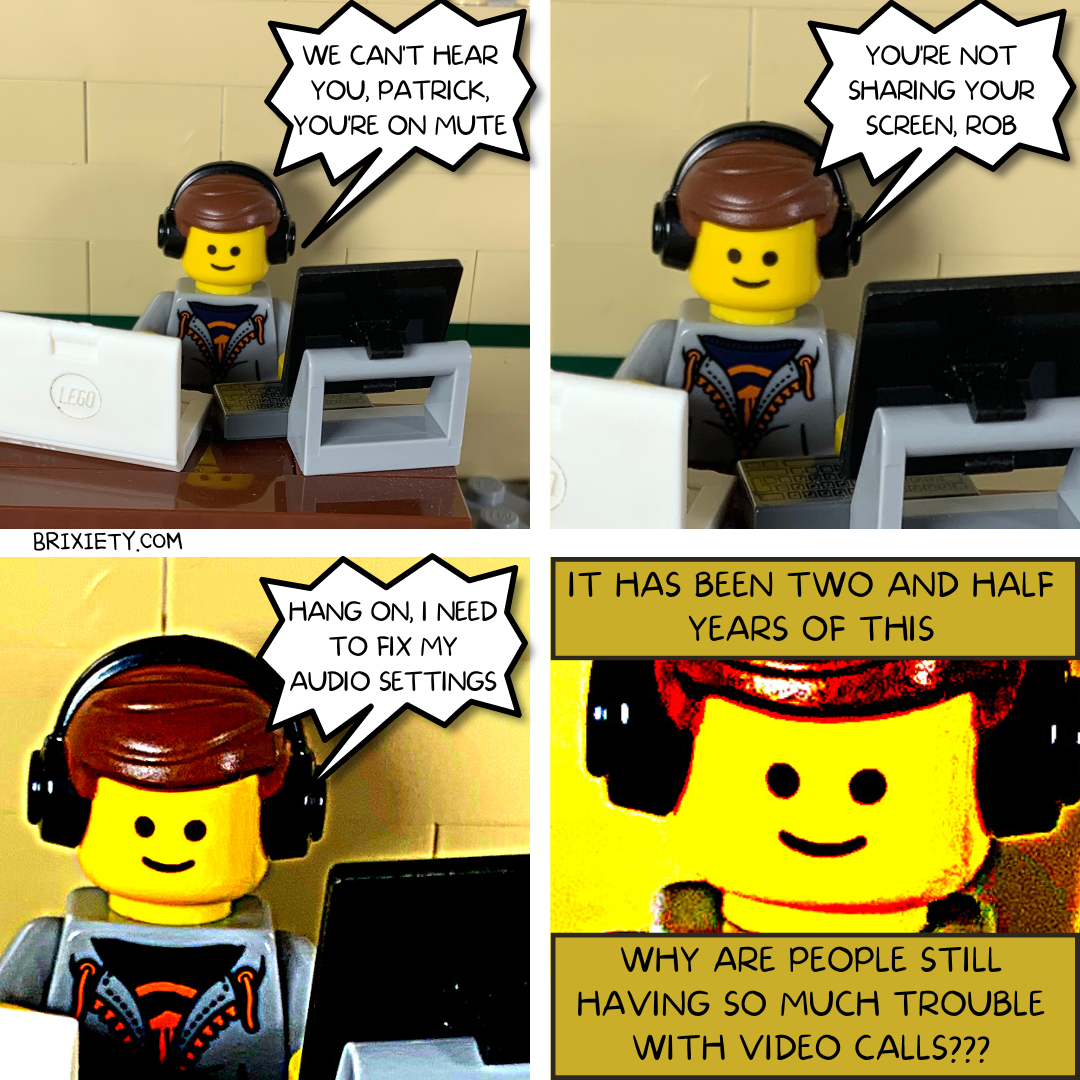 WE CAN'T HEAR
YOU, PATRICK,
YOU'RE ON MUTE
LEGO
YOU'RE NOT
SHARING YOUR
SCREEN, ROB
BRIXIETY.COM
HANG ON, I NEED
TO FIX MY
AUDIO SETTINGS
IT HAS BEEN TWO AND HALF
YEARS OF THIS
WHY ARE PEOPLE STILL
HAVING SO MUCH TROUBLE
WITH VIDEO CALLS???